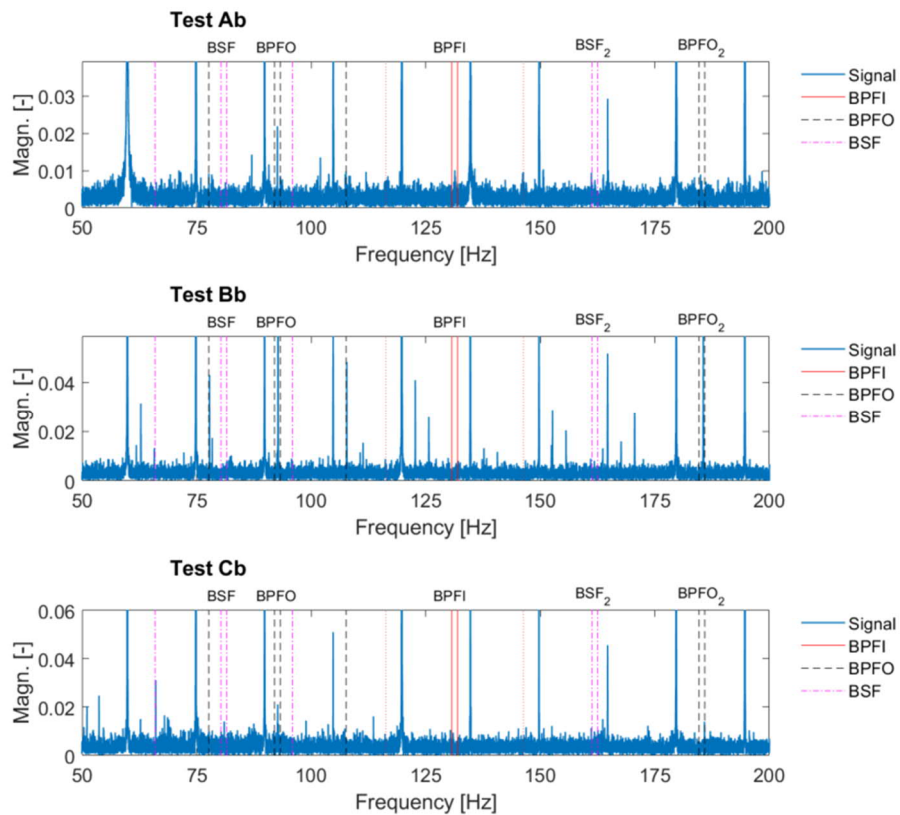 Test Ab
BSF BPFO BPFI BSF₂ BPFO₂
Magn. [-]
0.03
0.02
0.01
0
50 75 100 125 150 175 200
Frequency [Hz]
Signal
BPFI
BPFO
BSF
Test Bb
BSF BPFO BPFI BSF₂ BPFO₂
Magn. [-]
0.04
0.02
0
50 75 100 125 150 175 200
Frequency [Hz]
Signal
BPFI
BPFO
BSF
Test Cb
BSF BPFO BPFI BSF₂ BPFO₂
Magn. [-]
0.06
0.04
0.02
0
50 75 100 125 150 175 200
Frequency [Hz]
Signal
BPFI
BPFO
BSF